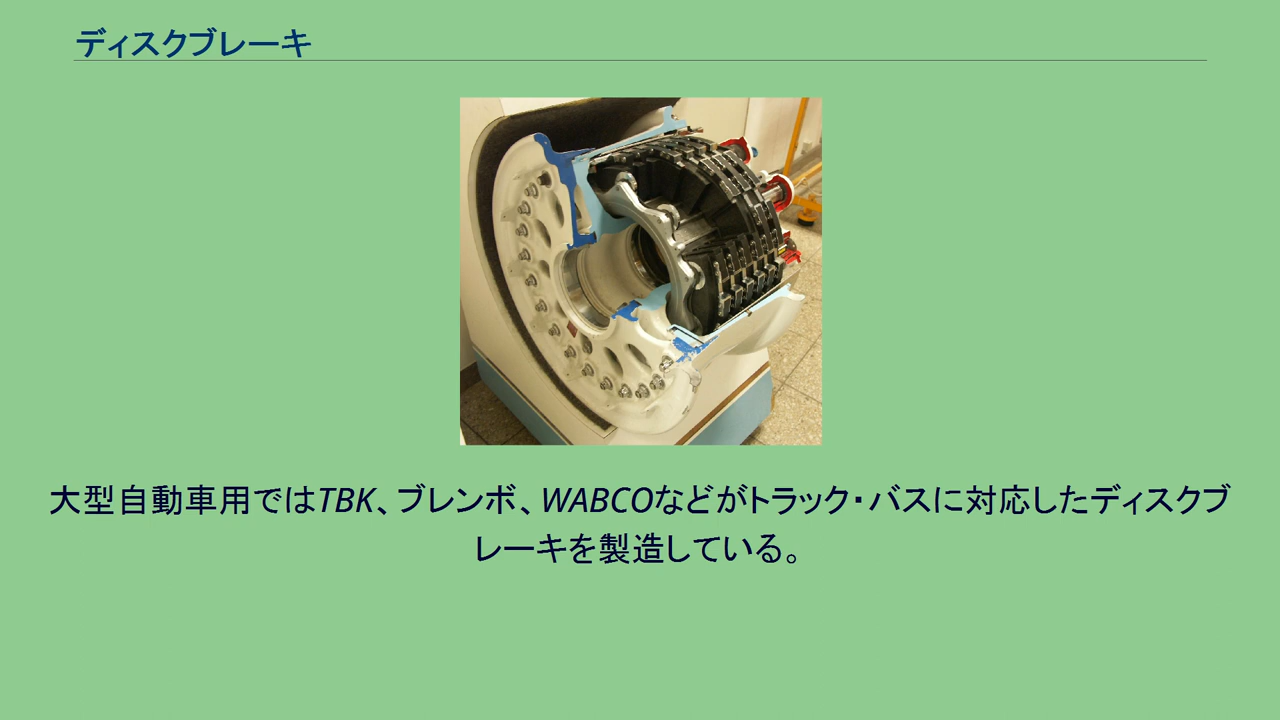 ディスクブレーキ
大型自動車用ではTBK、ブレンボ、WABCOなどがトラック・バスに対応したディスクブ
レーキを製造している。